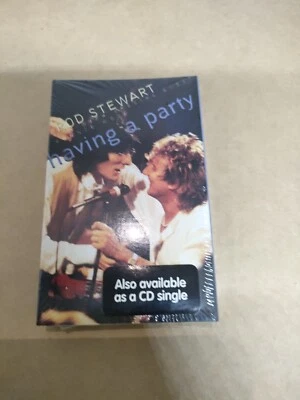 OD STEWART
having a party
Also available
as a CD single